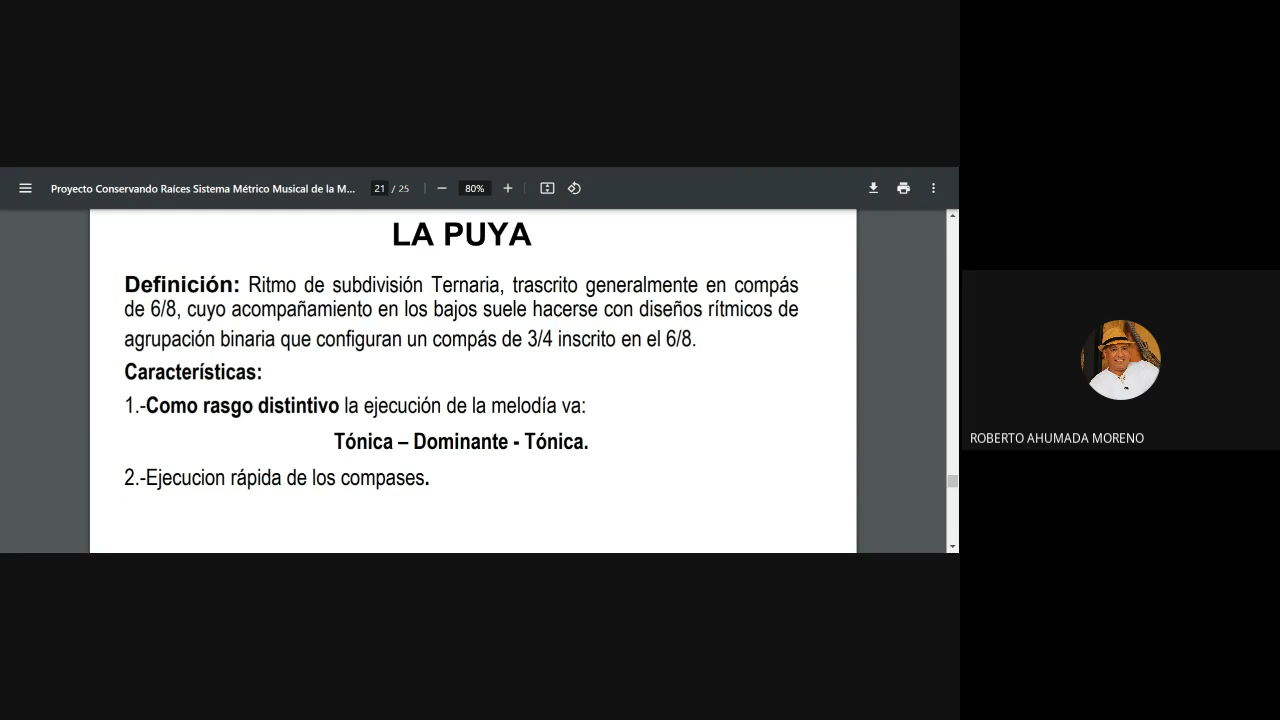 Proyecto Conservando Raíces Sistema Métrico Musical de la M... 21 / 25 80%
LA PUYA
Definición: Ritmo de subdivisión Ternaria, trascrito generalmente en compás
de 6/8, cuyo acompañamiento en los bajos suele hacerse con diseños rítmicos de
agrupación binaria que configuran un compás de 3/4 inscrito en el 6/8.
Características:
1.-Como rasgo distintivo la ejecución de la melodía va:
Tónica – Dominante - Tónica.
2.-Ejecucion rápida de los compases.
ROBERTO AHUMADA MORENO